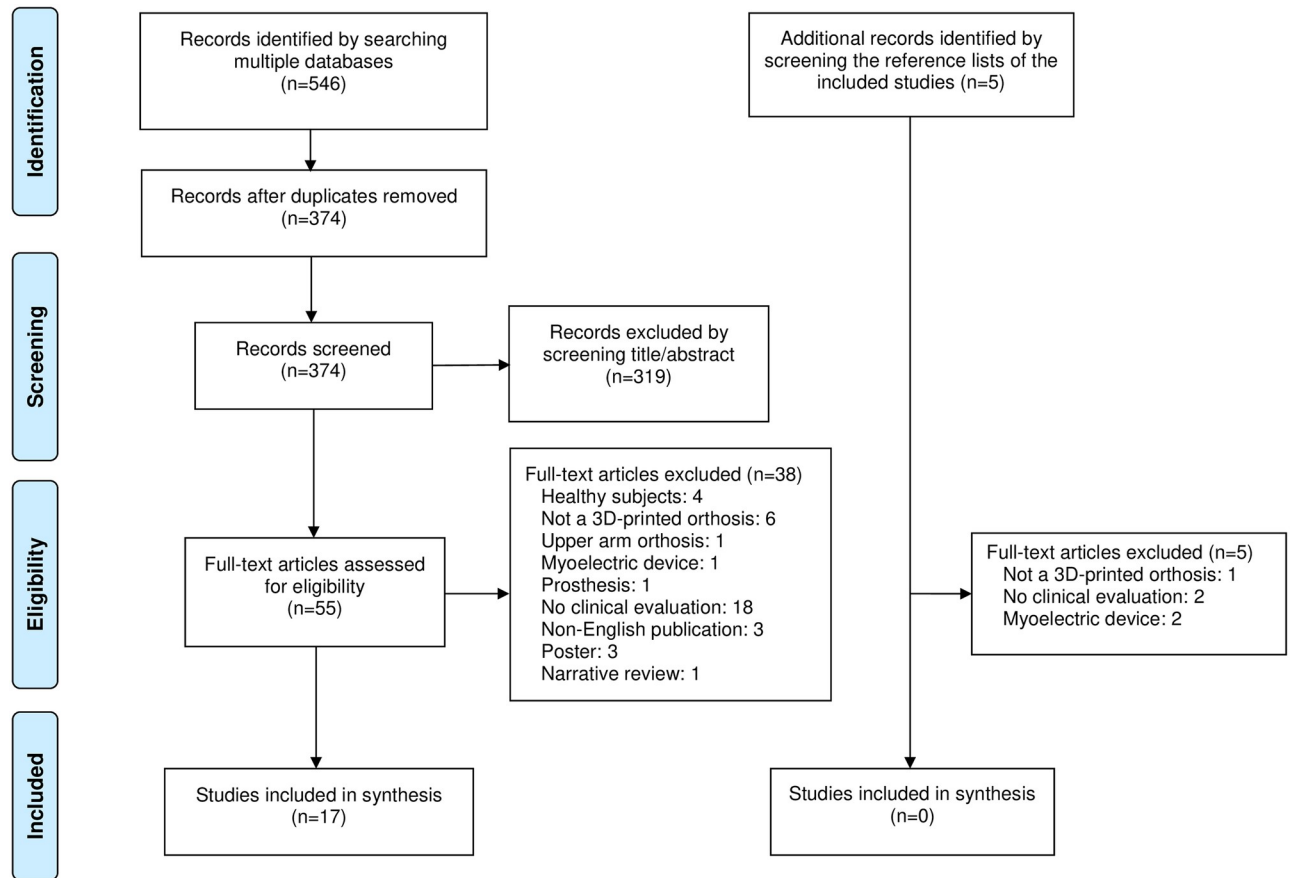 Identification
Records identified by searching
multiple databases
(n=546)
Additional records identified by
screening the reference lists of the
included studies (n=5)
Records after duplicates removed
(n=374)
Screening
Records screened
(n=374)
Records excluded by
screening title/abstract
(n=319)
Eligibility
Full-text articles assessed
for eligibility
(n=55)
Full-text articles excluded (n=38)
Healthy subjects: 4
Not a 3D-printed orthosis: 6
Upper arm orthosis: 1
Myoelectric device: 1
Prosthesis: 1
No clinical evaluation: 18
Non-English publication: 3
Poster: 3
Narrative review: 1
Full-text articles excluded (n=5)
Not a 3D-printed orthosis: 1
No clinical evaluation: 2
Myoelectric device: 2
Included
Studies included in synthesis
(n=17)
Studies included in synthesis
(n=0)